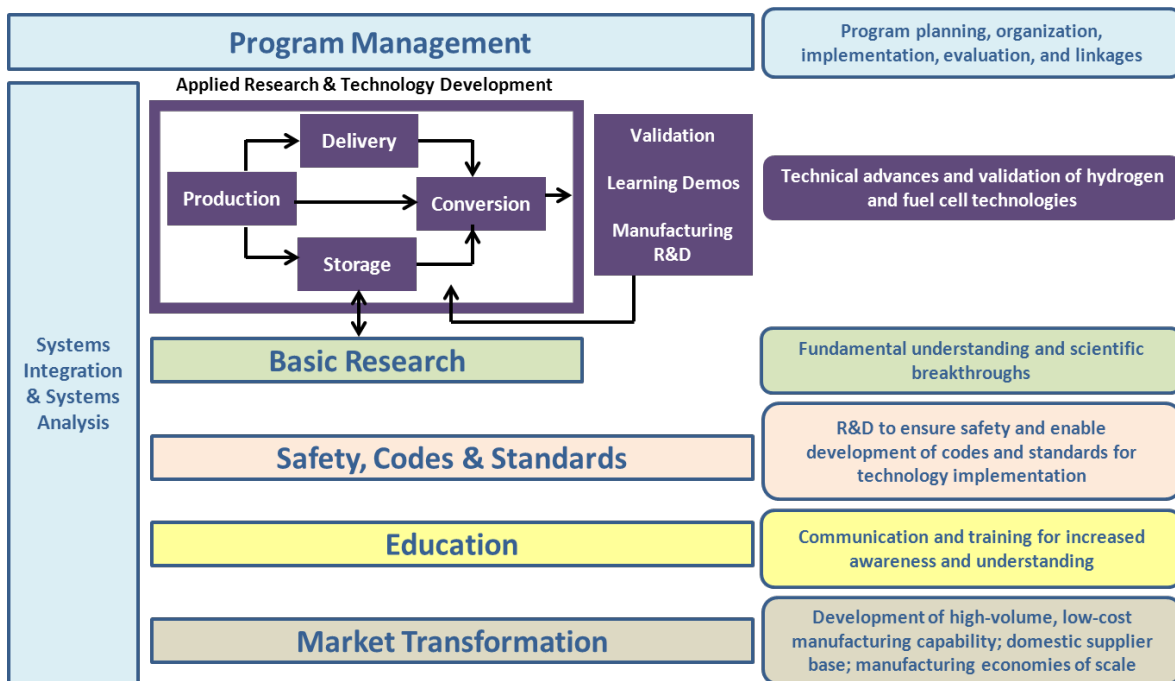 Program Management
Program planning, organization,
implementation, evaluation, and linkages
Applied Research & Technology Development
Delivery
Production
Conversion
Storage
Validation
Learning Demos
Manufacturing
R&D
Technical advances and validation of hydrogen
and fuel cell technologies
Systems
Integration
& Systems
Analysis
Basic Research
Fundamental understanding and scientific
breakthroughs
Safety, Codes & Standards
R&D to ensure safety and enable
development of codes and standards for
technology implementation
Education
Communication and training for increased
awareness and understanding
Market Transformation
Development of high-volume, low-cost
manufacturing capability; domestic supplier
base; manufacturing economies of scale